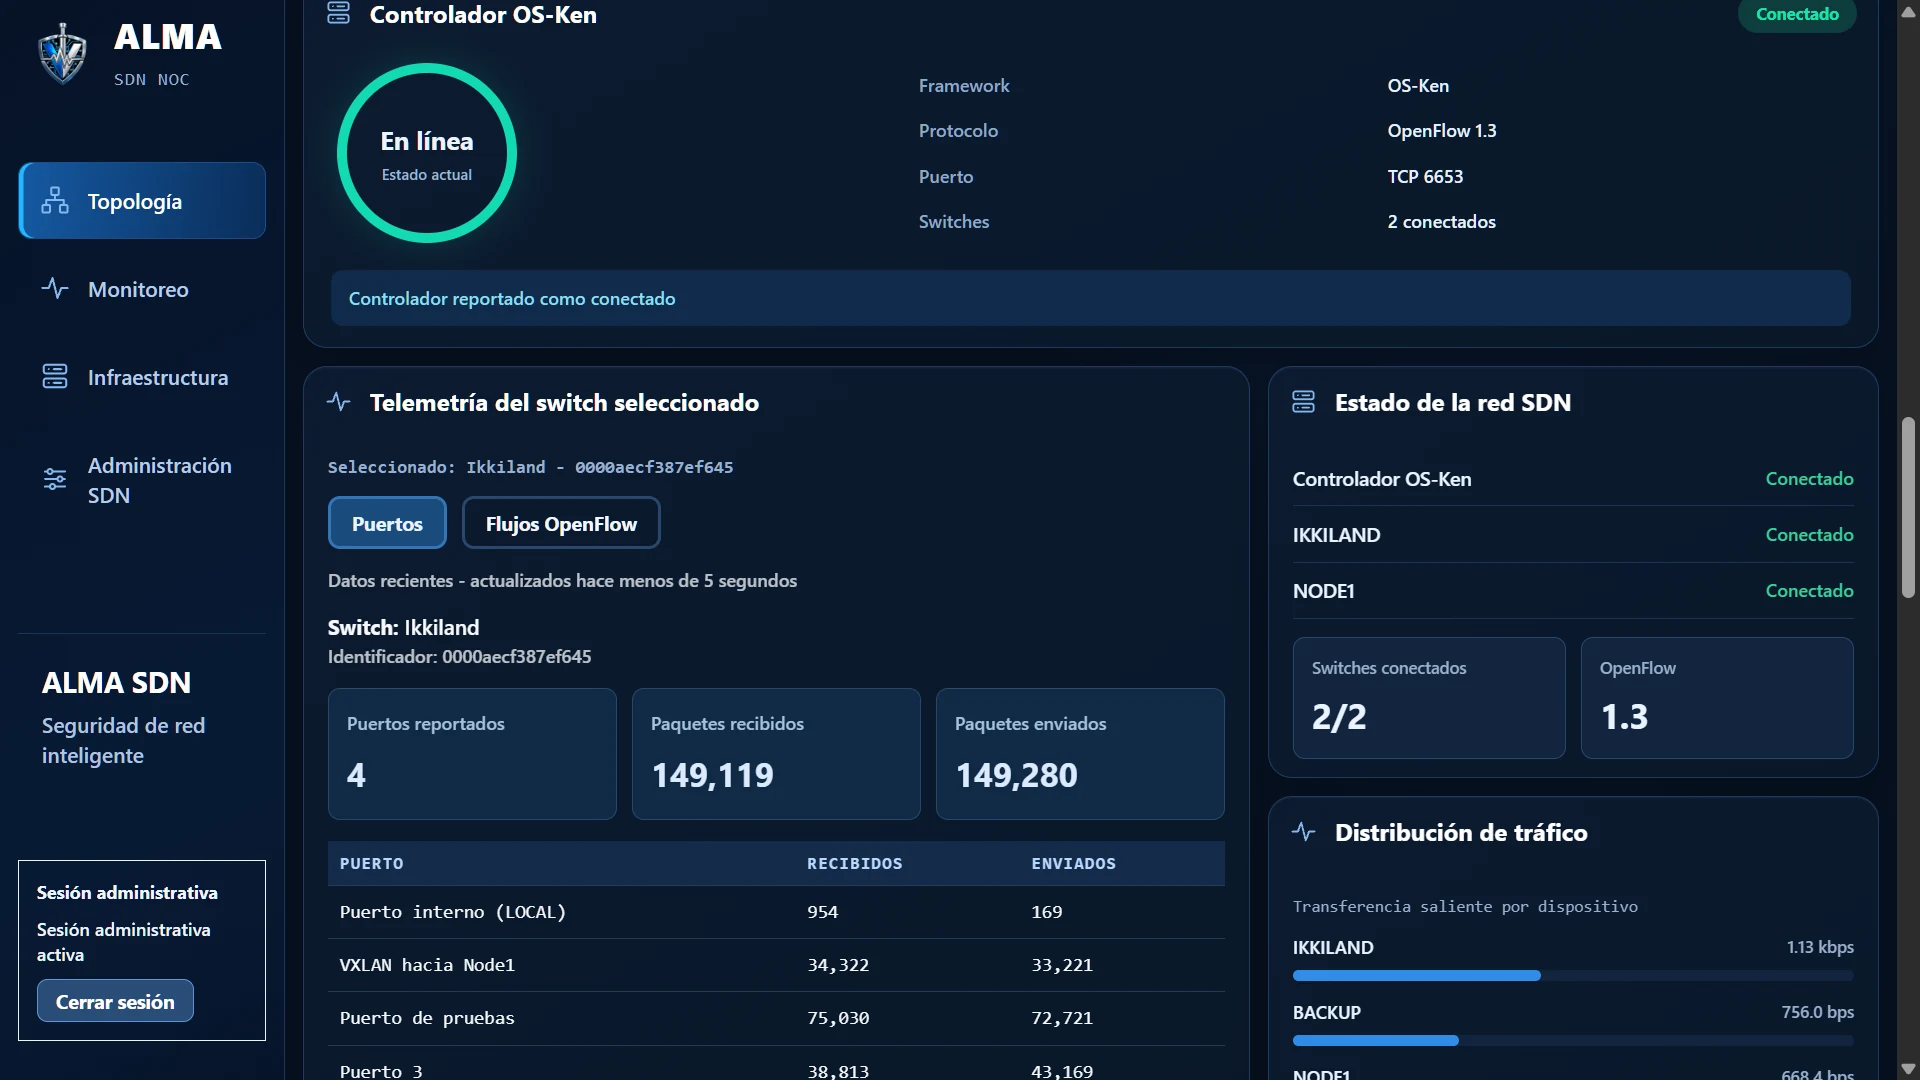 ALMA
SDN NOC
Topología
Monitoreo
Infraestructura
Administración
SDN
ALMA SDN
Seguridad de red
inteligente
Sesión administrativa
Sesión administrativa
activa
Cerrar sesión
Controlador OS-Ken
Conectado
En línea
Estado actual
Framework OS-Ken
Protocolo OpenFlow 1.3
Puerto TCP 6653
Switches 2 conectados
Controlador reportado como conectado
Telemetría del switch seleccionado
Seleccionado: Ikkiland - 0000aecf387ef645
Puertos Flujos OpenFlow
Datos recientes - actualizados hace menos de 5 segundos
Switch: Ikkiland
Identificador: 0000aecf387ef645
Puertos reportados
4
Paquetes recibidos
149,119
Paquetes enviados
149,280
PUERTO RECIBIDOS ENVIADOS
Puerto interno (LOCAL) 954 169
VXLAN hacia Node1 34,322 33,221
Puerto de pruebas 75,030 72,721
Puerto 3 38,813 43,169
Estado de la red SDN
Controlador OS-Ken Conectado
IKKILAND Conectado
NODE1 Conectado
Switches conectados
2/2
OpenFlow
1.3
Distribución de tráfico
Transferencia saliente por dispositivo
IKKILAND 1.13 kbps
BACKUP 756.0 bps
NODE1 668.4 bps